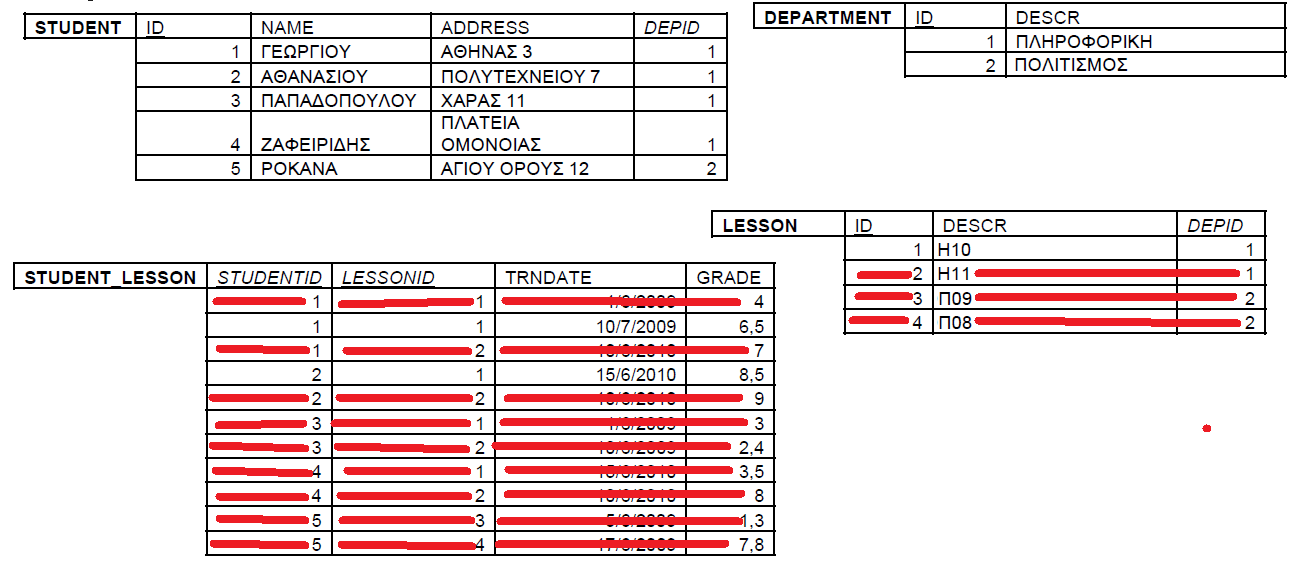 STUDENT ID NAME ADDRESS DEPID
1 ΓΕΩΡΓΙΟΥ ΑΘΗΝΑΣ 3 1
2 ΑΘΑΝΑΣΙΟΥ ΠΟΛΥΤΕΧΝΕΙΟΥ 7 1
3 ΠΑΠΑΔΟΠΟΥΛΟΥ ΧΑΡΑΣ 11 1
ΠΛΑΤΕΙΑ
4 ΖΑΦΕΙΡΙΔΗΣ ΟΜΟΝΟΙΑΣ 1
5 ΡΟΚΑΝΑ ΑΓΙΟΥ ΟΡΟΥΣ 12 2
DEPARTMENT ID DESCR
1 ΠΛΗΡΟΦΟΡΙΚΗ
2 ΠΟΛΙΤΙΣΜΟΣ
LESSON ID DESCR DEPID
1 Η10 1
2 Η11 1
3 Π09 2
4 Π08 2
STUDENT_LESSON STUDENTID LESSONID TRNDATE GRADE
1 1 4
1 1 10/7/2009 6,5
1 2 7
2 1 15/6/2010 8,5
2 2 9
3 1 3
3 2 2,4
4 1 3,5
4 2 8
5 3 1,3
5 4 7,8